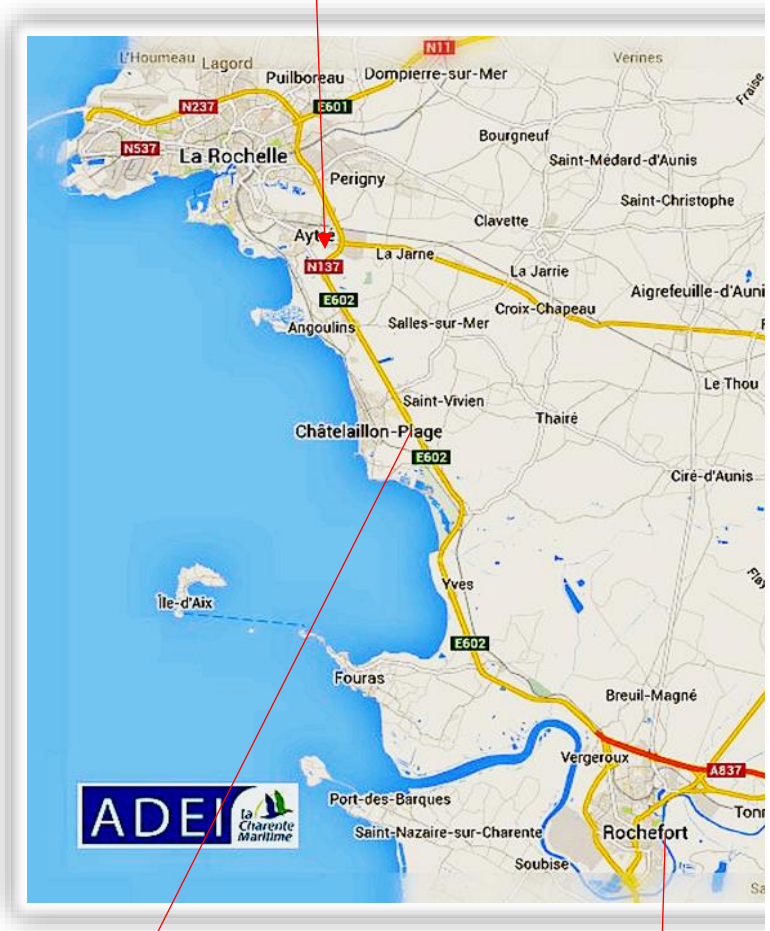 N11
L'Houmeau
Lagord
Verines
Puilboreau
Dompierre-sur-Mer
N237
E601
N537
Bourgneuf
La Rochelle
Saint-Médard-d'Aunis
Perigny
Saint-Christophe
Clavette
Aytré
La Jarne
N137
La Jarrie
E602
Aigrefeuille-d'Auni
Croix-Chapeau
Angoulins
Salles-sur-Mer
Le Thou
Saint-Vivien
Thairé
Châtelaillon-Plage
E602
Ciré-d'Aunis
Yves
Île-d'Aix
E602
Fouras
Breuil-Magné
Vergeroux
A837
Port-des-Barques
Tonn
Saint-Nazaire-sur-Charente
Rochefort
Soubise
ADEI
la
Charente
Maritime